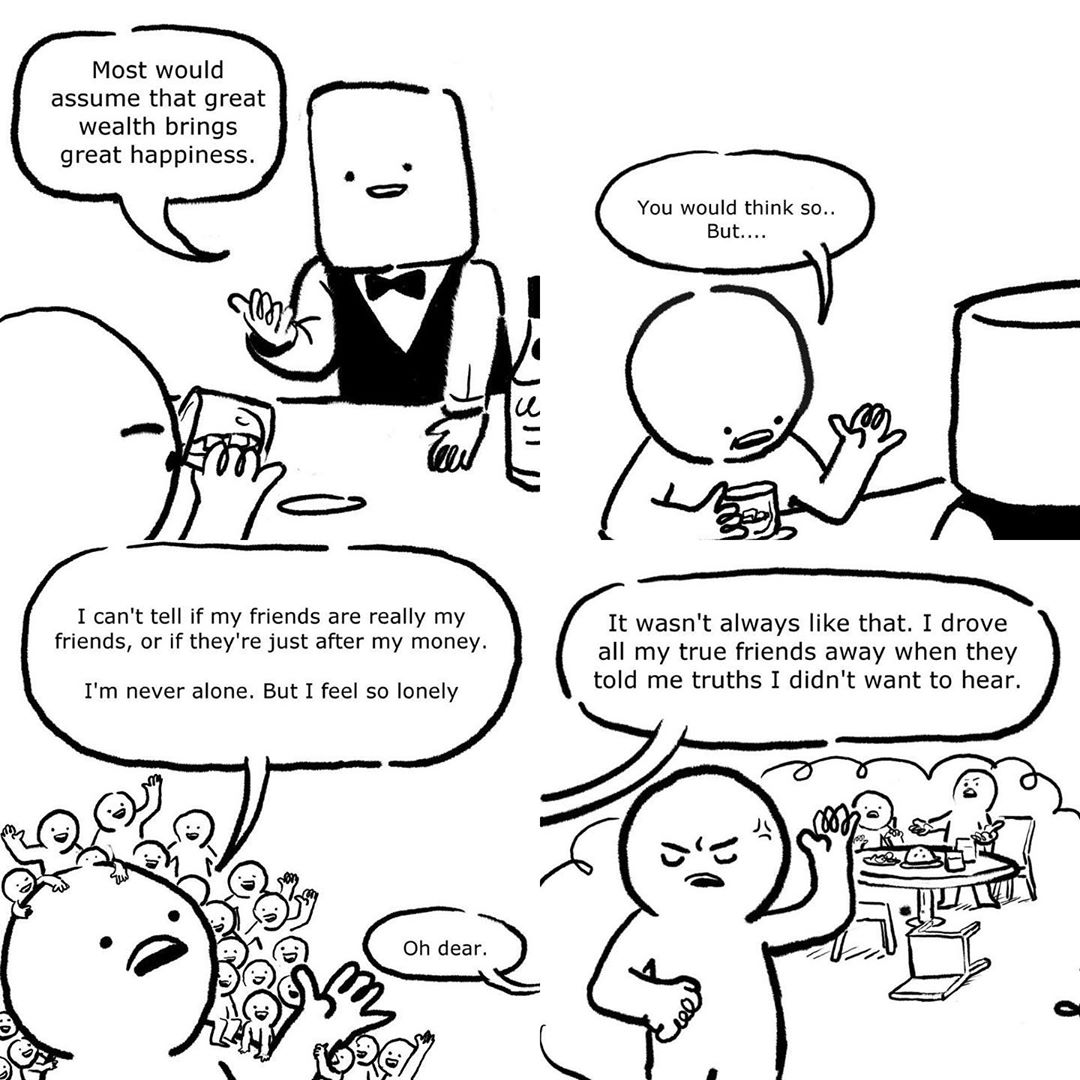 Most would
assume that great
wealth brings
great happiness.
You would think so..
But....
I can't tell if my friends are really my
friends, or if they're just after my money.
I'm never alone. But I feel so lonely
Oh dear.
It wasn't always like that. I drove
all my true friends away when they
told me truths I didn't want to hear.